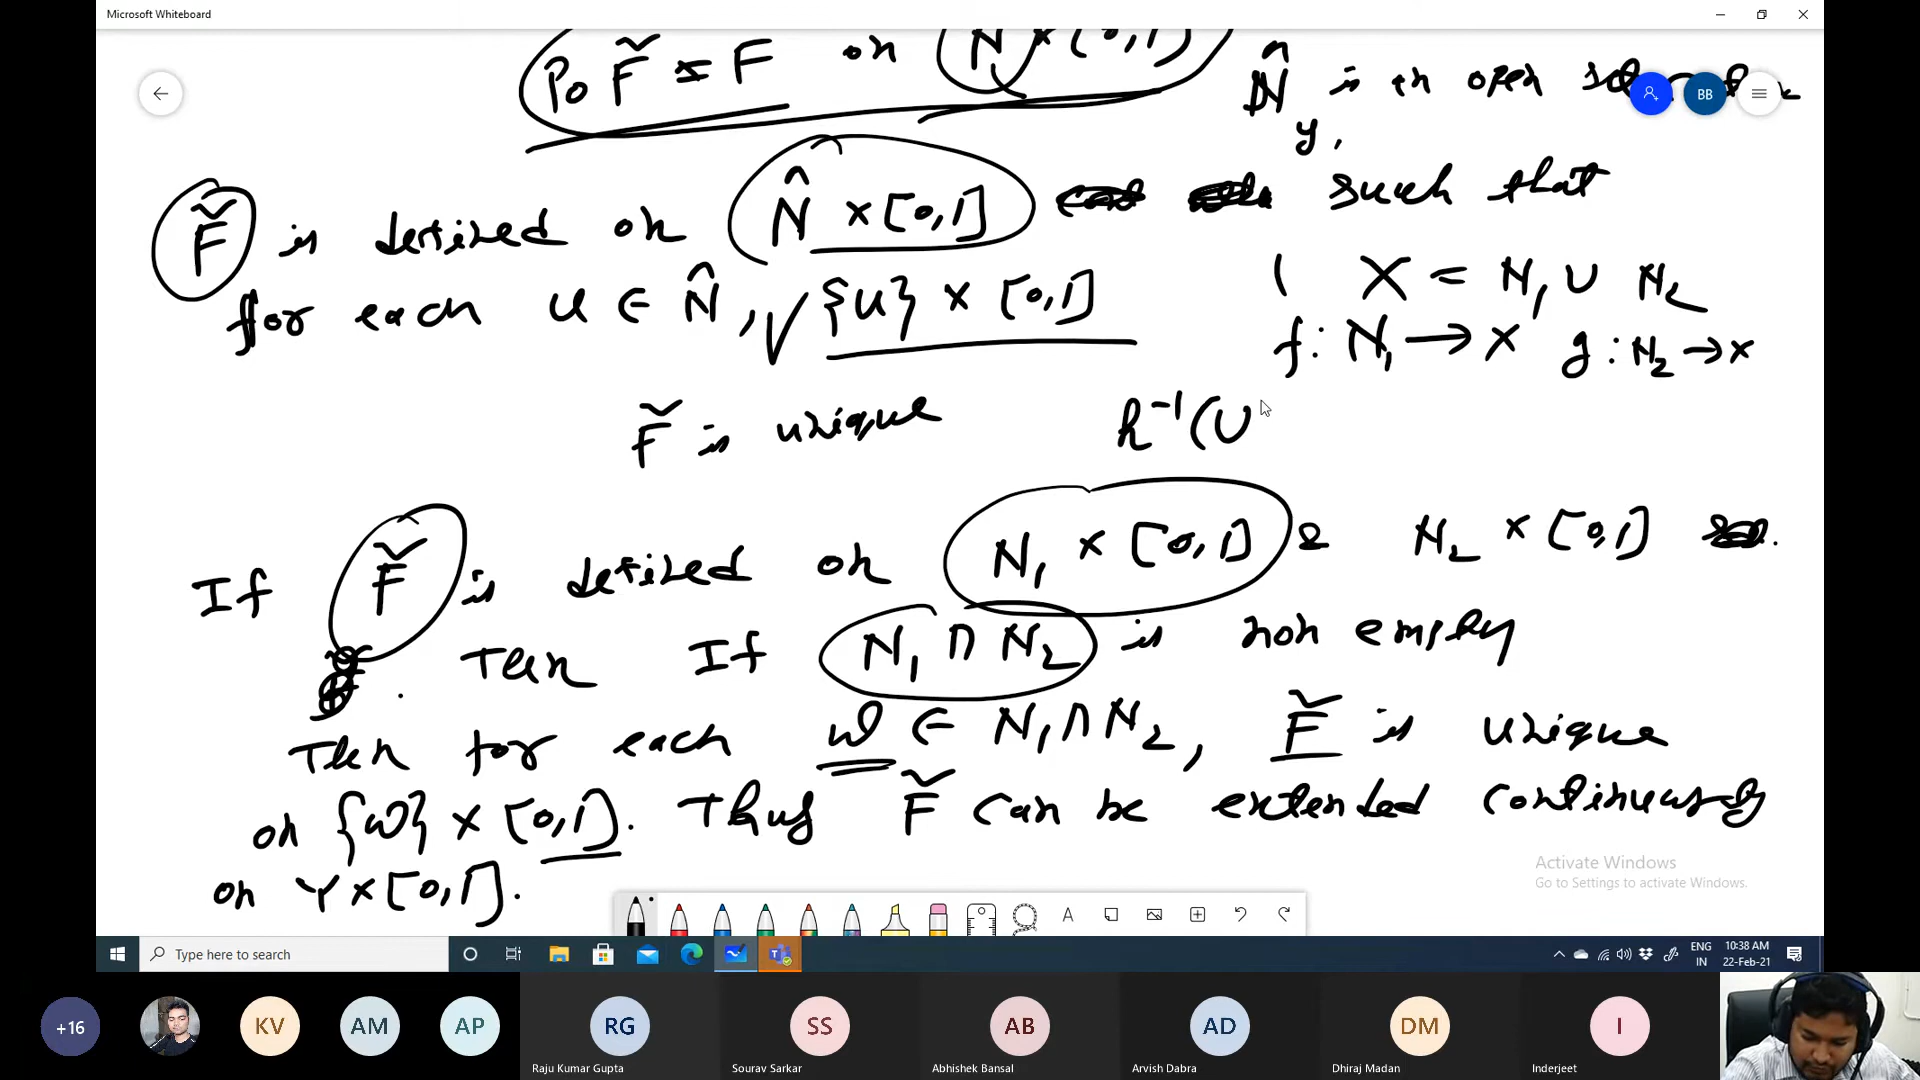 Microsoft Whiteboard
Po F̃ = F on N × [0,1]
N̂ is an open
y,
BB
F̃ is defined on N̂ × [0,1] such that
for each u ∈ N̂, {u} × [0,1]
X = N₁ ∪ N₂
f: N₁ → X g: N₂ → X
F̃ is unique
h⁻¹(U
If F̃ is defined on N₁ × [0,1] & N₂ × [0,1]
. Then If N₁ ∩ N₂ is non empty
Then for each w ∈ N₁ ∩ N₂, F̃ is unique
on {w} × [0,1]. Thus F̃ can be extended continuously
on Y × [0,1].
Activate Windows
Go to Settings to activate Windows.
Type here to search
ENG
IN
10:38 AM
22-Feb-21
+16
KV
AM
AP
RG
SS
AB
AD
DM
I
Raju Kumar Gupta
Sourav Sarkar
Abhishek Bansal
Arvish Dabra
Dhiraj Madan
Inderjeet